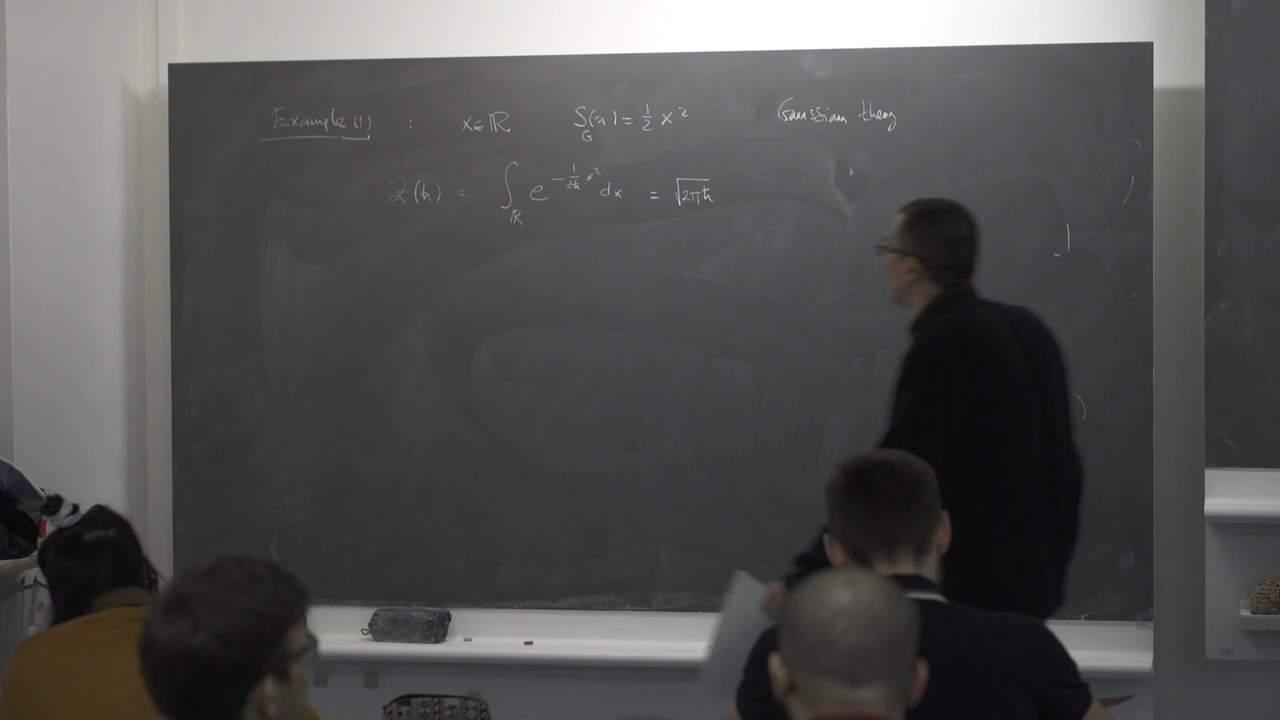 Example (1) : x∈ℝ S_G(x) = 1/2 x² Gaussian theory
Z(ħ) = ∫_ℝ e^{-1/2ħ x²} dx = √2πħ